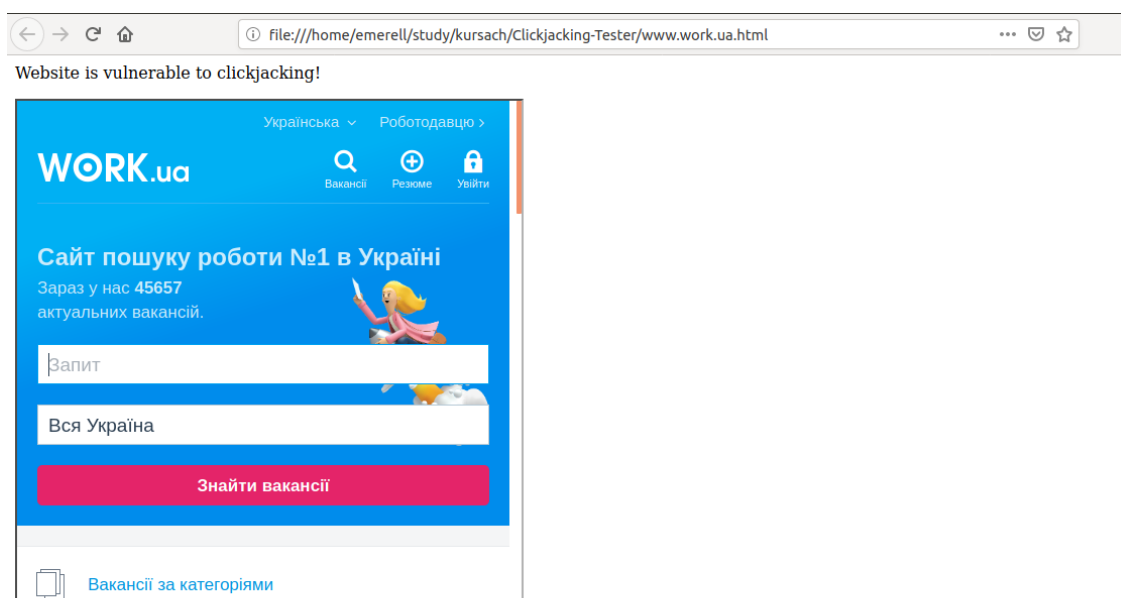 file:///home/emerell/study/kursach/Clickjacking-Tester/www.work.ua.html
Website is vulnerable to clickjacking!
Українська Роботодавцю
WORK.ua
Вакансії Резюме Увійти
Сайт пошуку роботи №1 в Україні
Зараз у нас 45657
актуальних вакансій.
Запит
Вся Україна
Знайти вакансії
Вакансії за категоріями